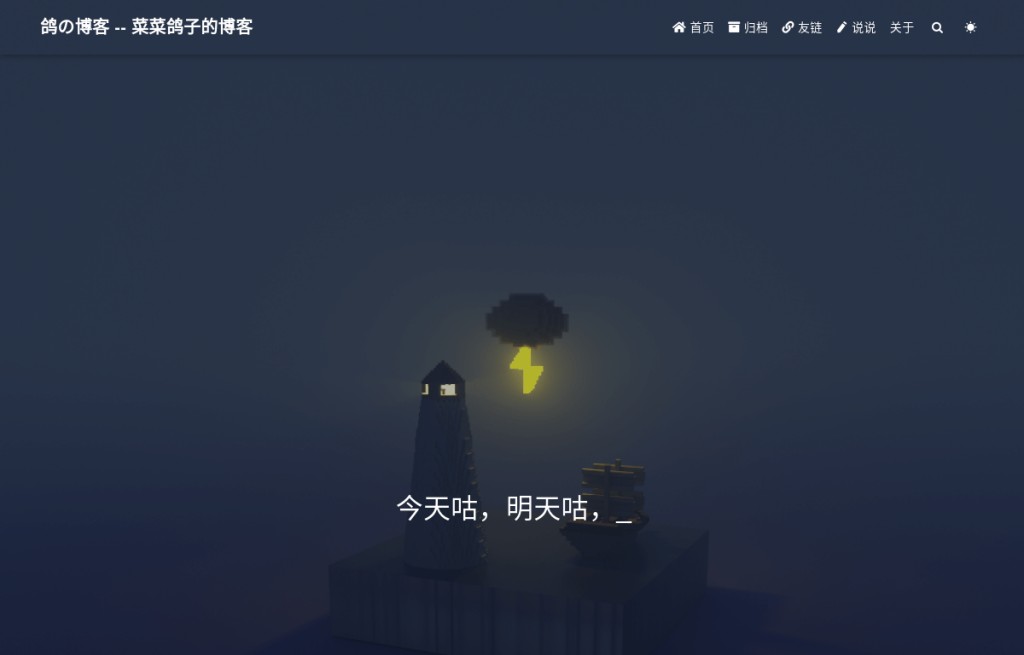 鸽の博客 -- 菜菜鸽子的博客
首页 归档 友链 说说 关于
今天咕，明天咕，_